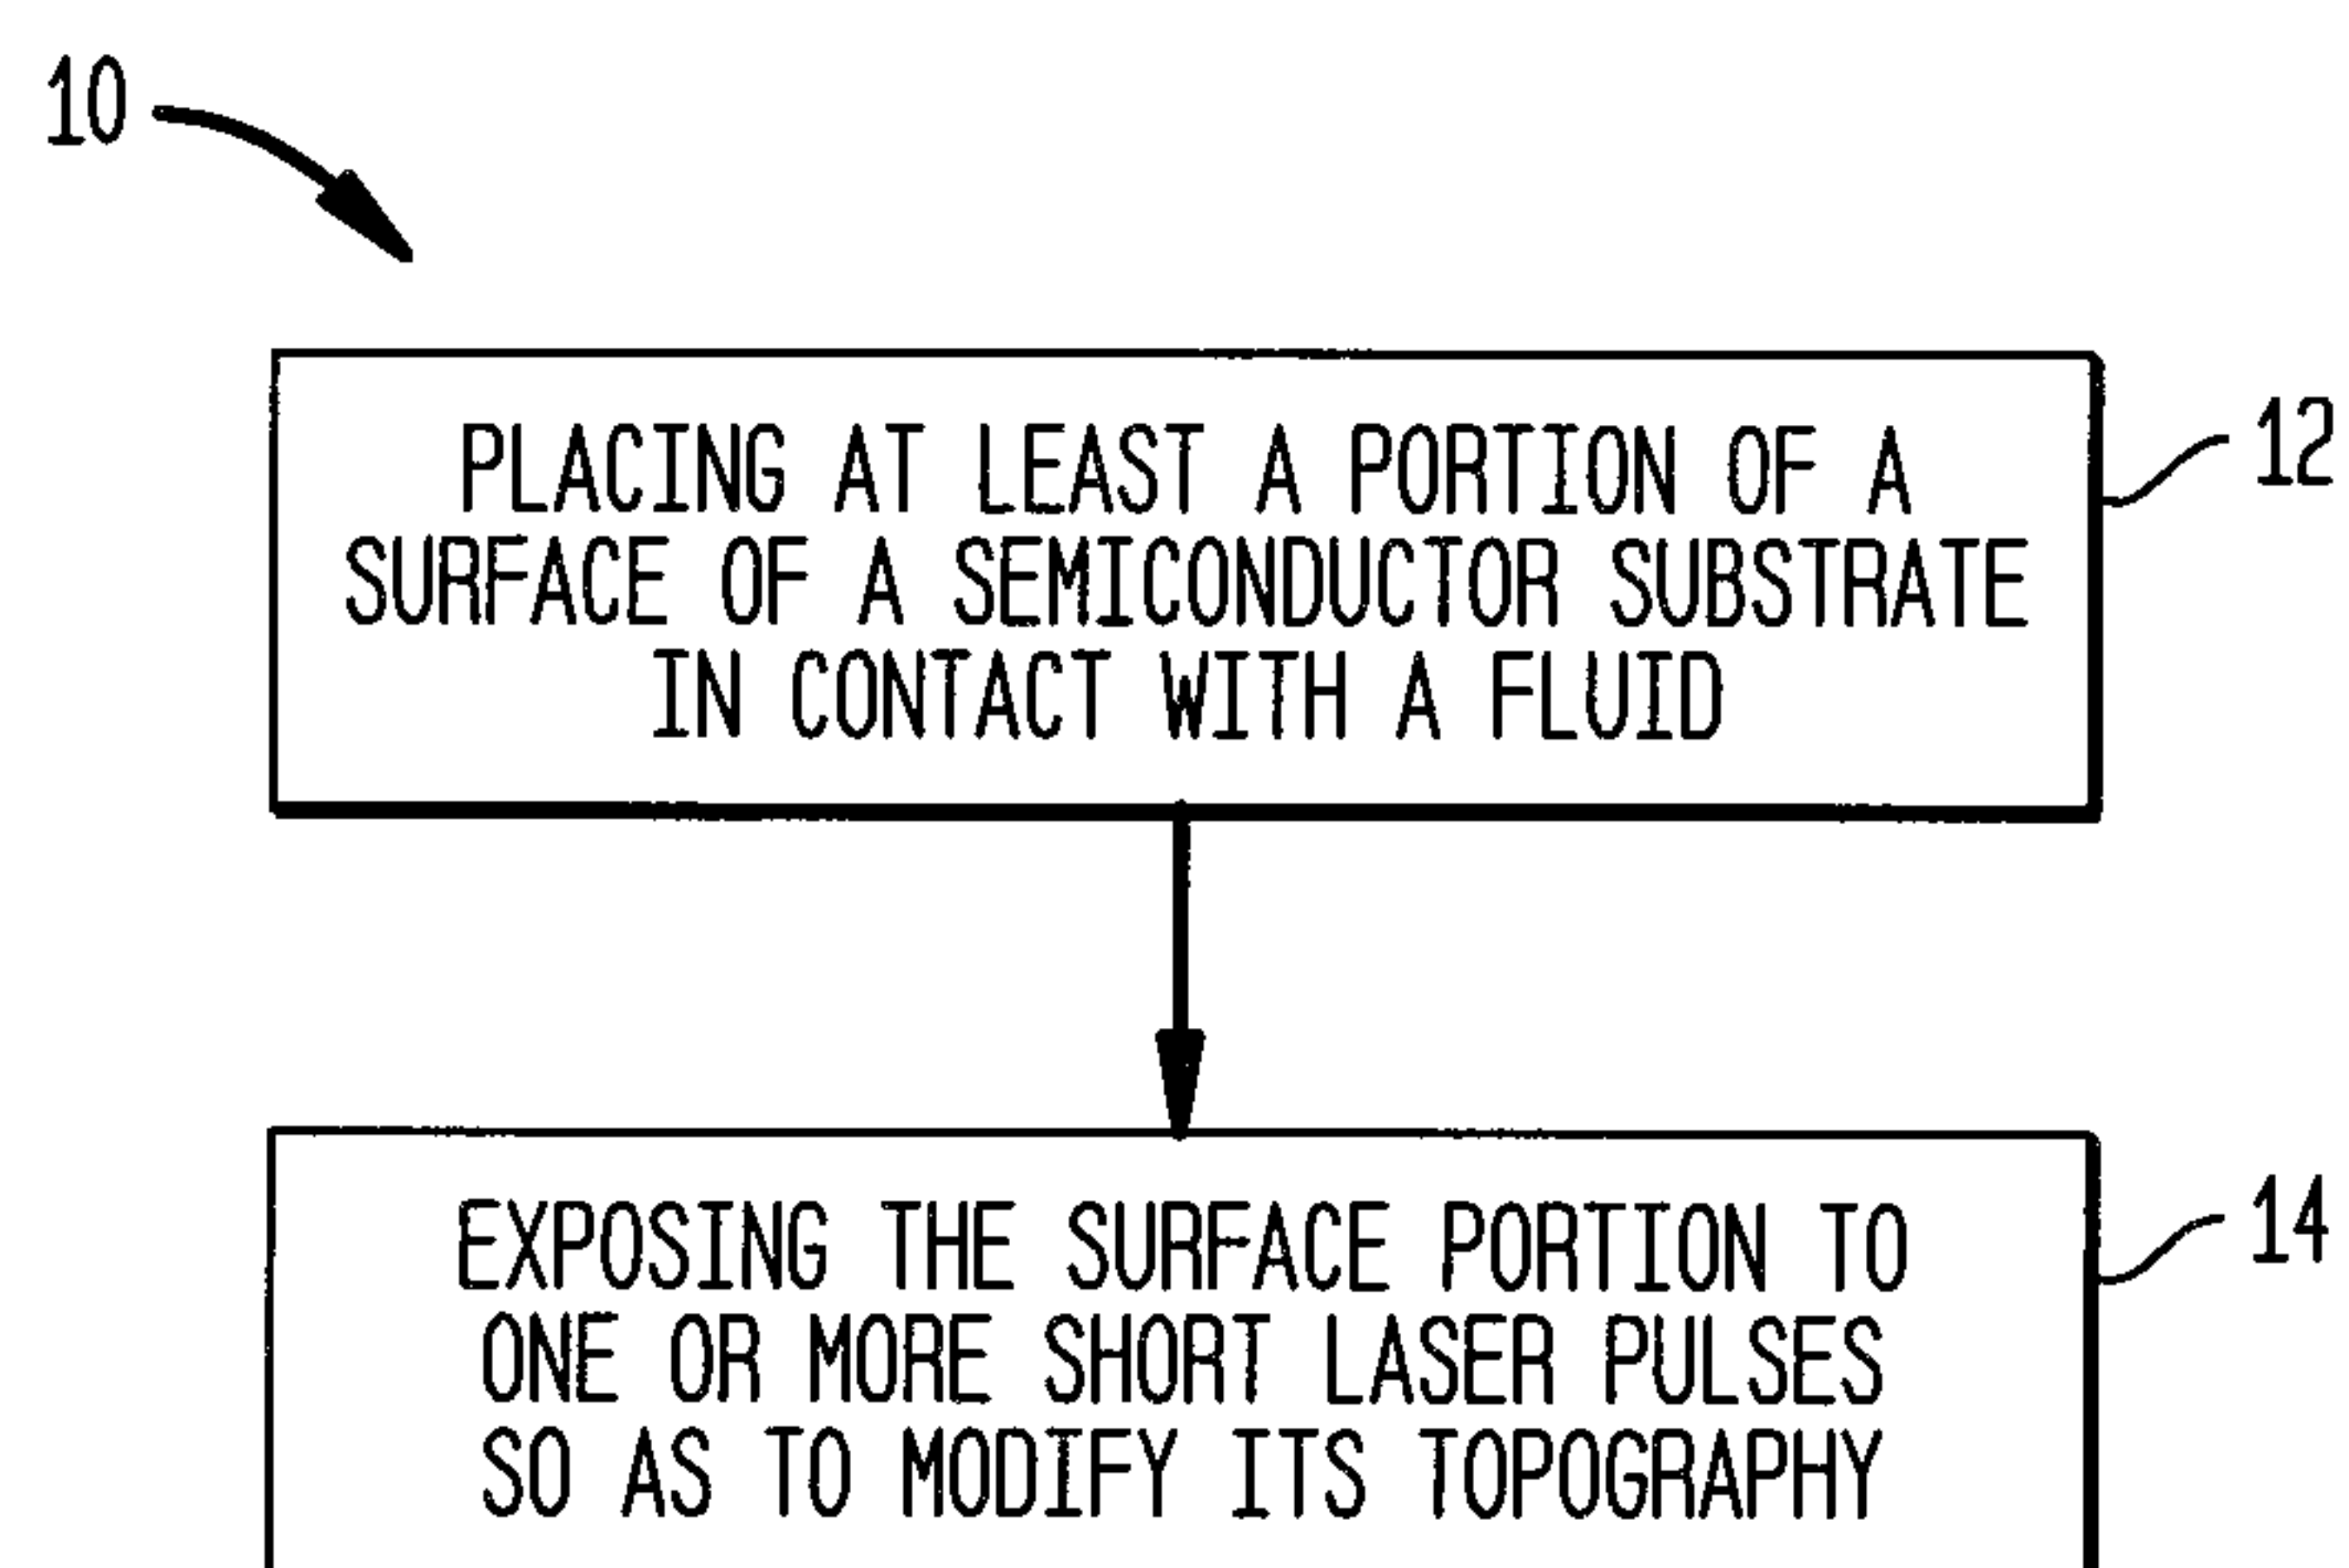 10
PLACING AT LEAST A PORTION OF A
SURFACE OF A SEMICONDUCTOR SUBSTRATE
IN CONTACT WITH A FLUID
12
EXPOSING THE SURFACE PORTION TO
ONE OR MORE SHORT LASER PULSES
SO AS TO MODIFY ITS TOPOGRAPHY
14